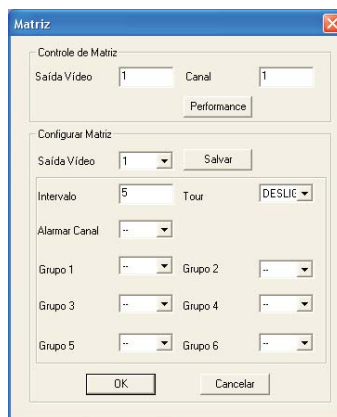 Matriz
Controle de Matriz
Saída Vídeo 1 Canal 1
Performance
Configurar Matriz
Saída Vídeo 1 Salvar
Intervalo 5 Tour DESLIG
Alarmar Canal --
Grupo 1 -- Grupo 2 --
Grupo 3 -- Grupo 4 --
Grupo 5 -- Grupo 6 --
OK Cancelar